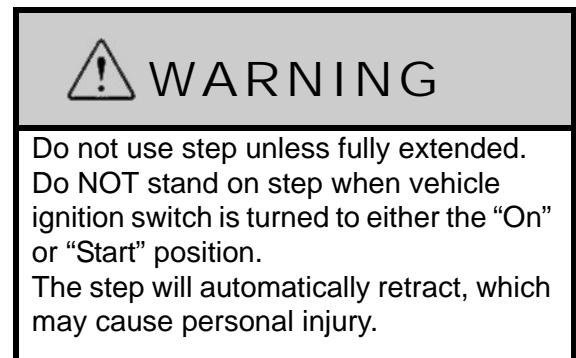 WARNING
Do not use step unless fully extended.
Do NOT stand on step when vehicle
ignition switch is turned to either the “On”
or “Start” position.
The step will automatically retract, which
may cause personal injury.